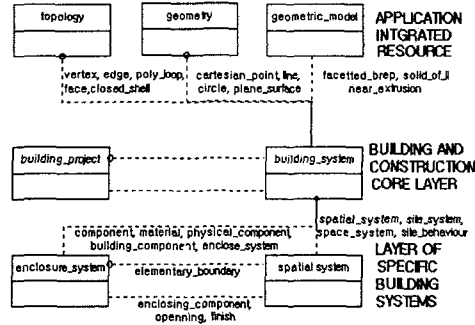 topology
geometry
geometric_model
APPLICATION
INTGRATED
RESOURCE
vertex, edge, poly_loop,
face,closed_shell
cartesian_point, line,
circle, plane_surface
facetted_brep, solid_of_li
near_extrusion
building_project
building_system
BUILDING AND
CONSTRUCTION
CORE LAYER
component, material, physical_component,
building_component, enclose_system
spatial_system, site_system,
space_system, site_behaviour
LAYER OF
SPECIFIC
BUILDING
SYSTEMS
enclosure_system
elementary_boundary
spatial system
enclosing_component,
openning, finish